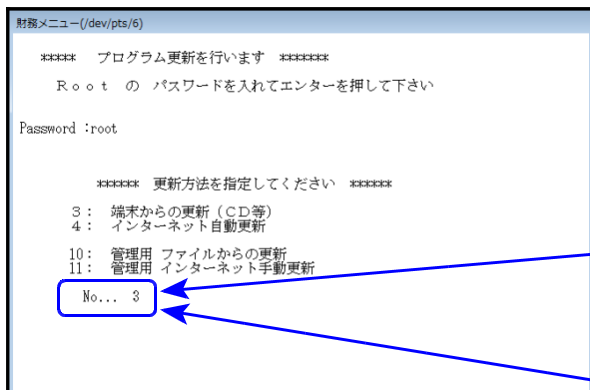 財務メニュー(/dev/pts/6)
***** プログラム更新を行います *******
Ｒｏｏｔ の パスワードを入れてエンターを押して下さい
Password :root
****** 更新方法を指定してください ******
3： 端末からの更新（ＣＤ等）
4： インターネット自動更新
10： 管理用 ファイルからの更新
11： 管理用 インターネット手動更新
No... 3